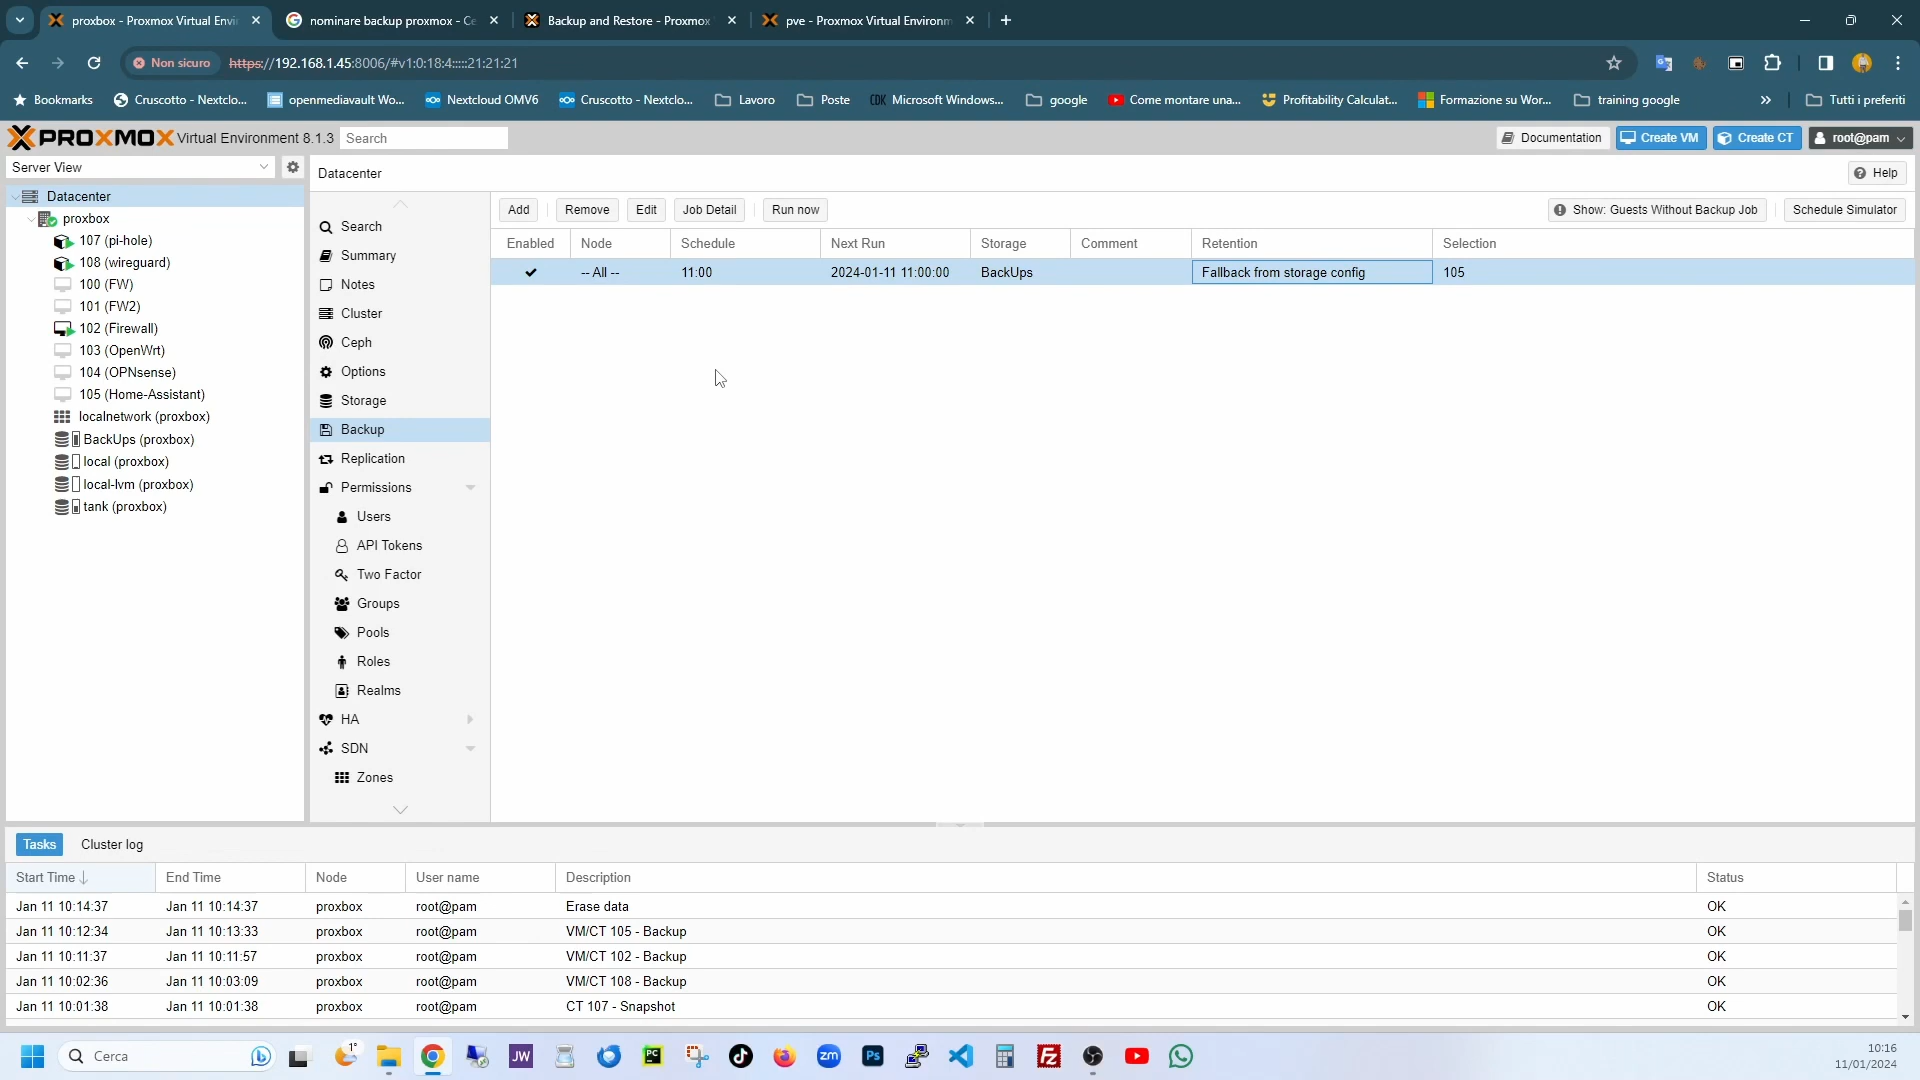 proxbox - Proxmox Virtual Envi
nominare backup proxmox - Ce
Backup and Restore - Proxmox
pve - Proxmox Virtual Environm
Non sicuro
https://192.168.1.45:8006/#v1:0:18:4:::::21:21:21
Bookmarks
Cruscotto - Nextclo...
openmediavault Wo...
Nextcloud OMV6
Cruscotto - Nextclo...
Lavoro
Poste
CDK Microsoft Windows...
google
Come montare una...
Profitability Calculat...
Formazione su Wor...
training google
»
Tutti i preferiti
PROXMOX Virtual Environment 8.1.3
Search
Documentation
Create VM
Create CT
root@pam
Server View
Datacenter
Help
Datacenter
proxbox
107 (pi-hole)
108 (wireguard)
100 (FW)
101 (FW2)
102 (Firewall)
103 (OpenWrt)
104 (OPNsense)
105 (Home-Assistant)
localnetwork (proxbox)
BackUps (proxbox)
local (proxbox)
local-lvm (proxbox)
tank (proxbox)
Search
Summary
Notes
Cluster
Ceph
Options
Storage
Backup
Replication
Permissions
Users
API Tokens
Two Factor
Groups
Pools
Roles
Realms
HA
SDN
Zones
Add
Remove
Edit
Job Detail
Run now
Show: Guests Without Backup Job
Schedule Simulator
Enabled Node Schedule Next Run Storage Comment Retention Selection
-- All -- 11:00 2024-01-11 11:00:00 BackUps Fallback from storage config 105
Tasks
Cluster log
Start Time End Time Node User name Description Status
Jan 11 10:14:37 Jan 11 10:14:37 proxbox root@pam Erase data OK
Jan 11 10:12:34 Jan 11 10:13:33 proxbox root@pam VM/CT 105 - Backup OK
Jan 11 10:11:37 Jan 11 10:11:57 proxbox root@pam VM/CT 102 - Backup OK
Jan 11 10:02:36 Jan 11 10:03:09 proxbox root@pam VM/CT 108 - Backup OK
Jan 11 10:01:38 Jan 11 10:01:38 proxbox root@pam CT 107 - Snapshot OK
Cerca
1°
JW
PC
zm
Ps
FZ
10:16
11/01/2024